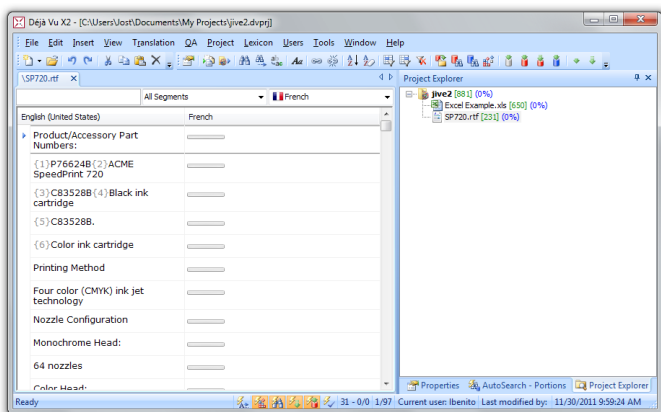 Déjà Vu X2 - [C:\Users\Jost\Documents\My Projects\jive2.dvprj]
File Edit Insert View Translation QA Project Lexicon Users Tools Window Help
\SP720.rtf
All Segments French
English (United States) French
Product/Accessory Part
Numbers:
{1}P76624B{2}ACME
SpeedPrint 720
{3}C83528B{4}Black ink
cartridge
{5}C83528B.
{6}Color ink cartridge
Printing Method
Four color (CMYK) ink jet
technology
Nozzle Configuration
Monochrome Head:
64 nozzles
Color Head:
Project Explorer
jive2 [881] (0%)
Excel Example.xls [650] (0%)
SP720.rtf [231] (0%)
Properties AutoSearch - Portions Project Explorer
Ready 31 - 0/0 1/97 Current user: lbenito Last modified by: 11/30/2011 9:59:24 AM